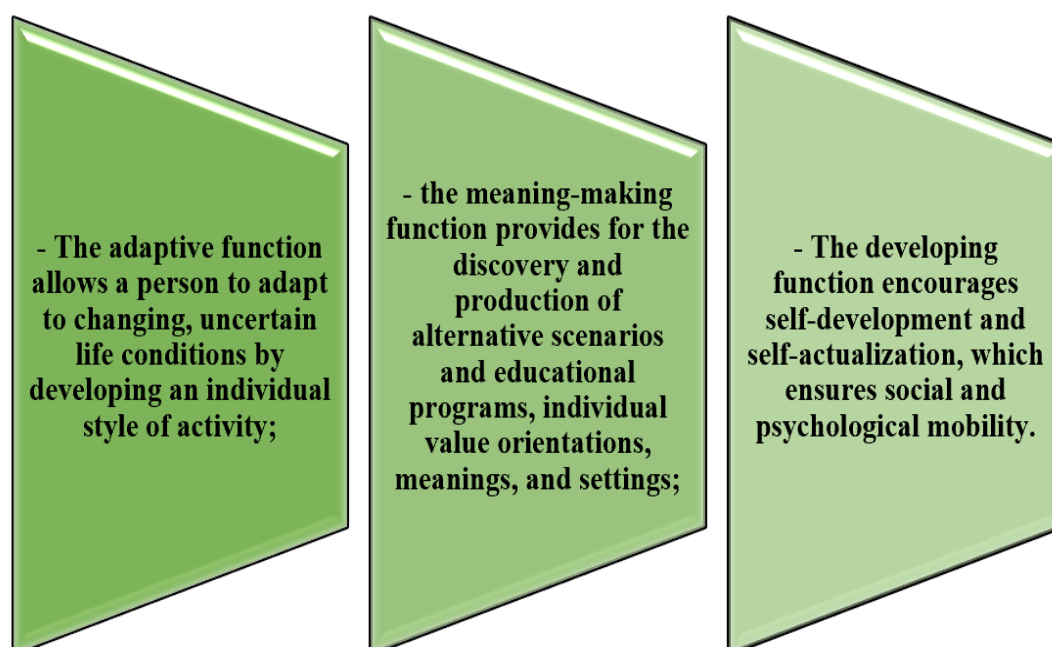 - The adaptive function
allows a person to adapt
to changing, uncertain
life conditions by
developing an individual
style of activity;
- the meaning-making
function provides for the
discovery and
production of
alternative scenarios
and educational
programs, individual
value orientations,
meanings, and settings;
- The developing
function encourages
self-development and
self-actualization, which
ensures social and
psychological mobility.